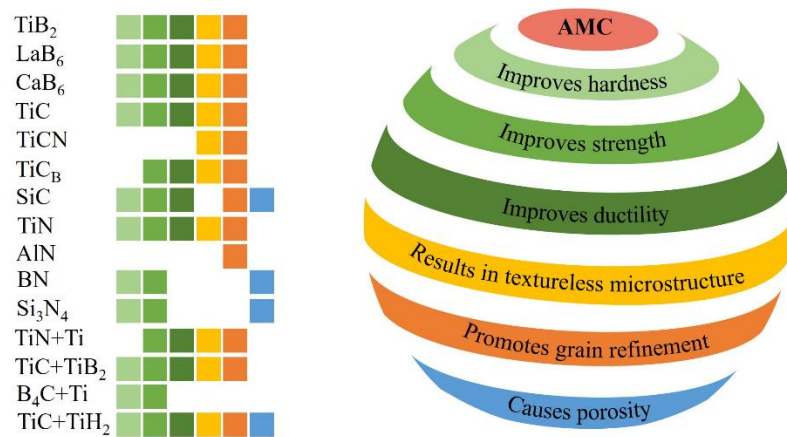 TiB₂
LaB₆
CaB₆
TiC
TiCN
TiC_B
SiC
TiN
AlN
BN
Si₃N₄
TiN+Ti
TiC+TiB₂
B₄C+Ti
TiC+TiH₂
AMC
Improves hardness
Improves strength
Improves ductility
Results in textureless microstructure
Promotes grain refinement
Causes porosity